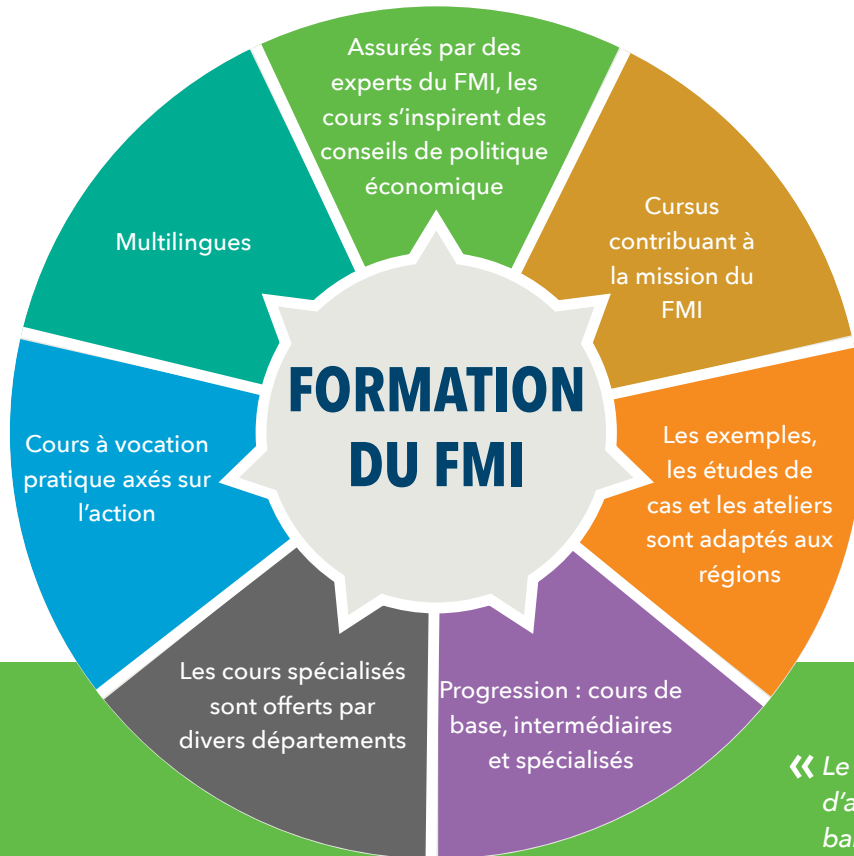 Assurés par des
experts du FMI, les
cours s’inspirent des
conseils de politique
économique
Cursus
contribuant à
la mission du
FMI
Les exemples,
les études de
cas et les ateliers
sont adaptés aux
régions
Progression : cours de
base, intermédiaires
et spécialisés
Les cours spécialisés
sont offerts par
divers départements
Cours à vocation
pratique axés sur
l’action
Multilingues
FORMATION
DU FMI
« Le